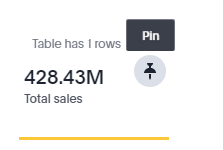 Pin
Table has 1 rows
428.43M
Total sales